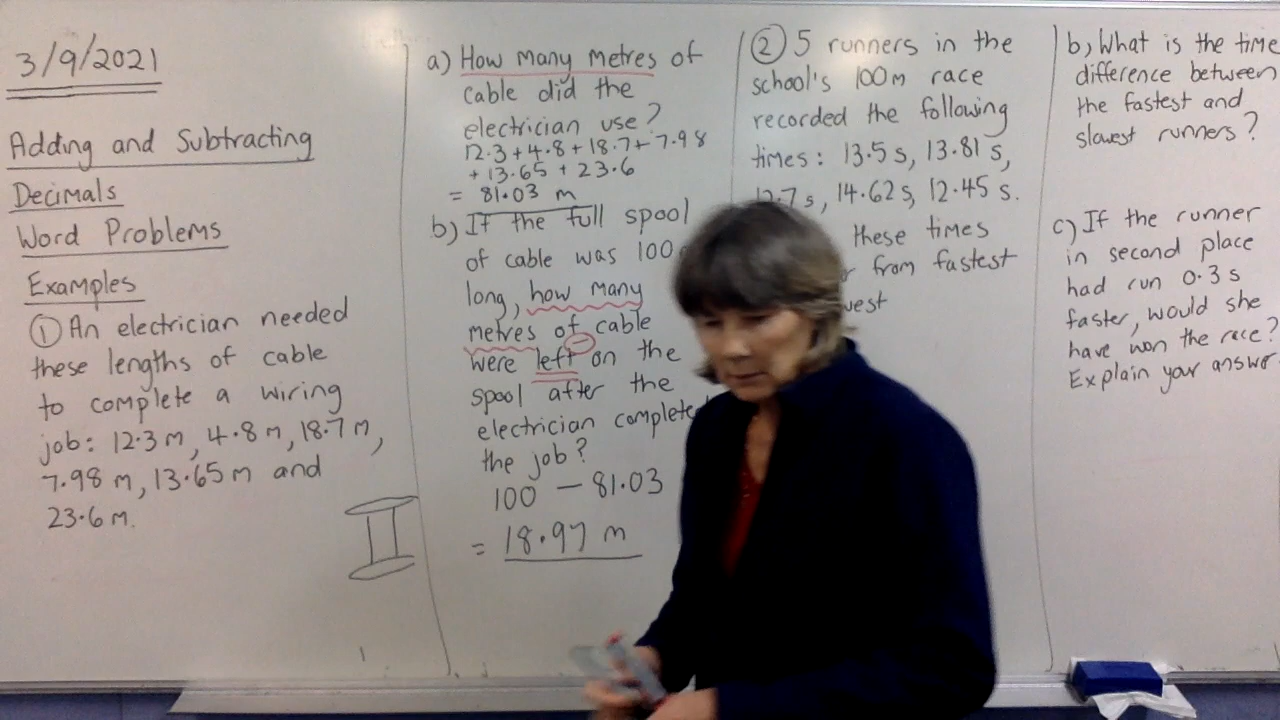 3/9/2021
Adding and Subtracting
Decimals
Word Problems
Examples
① An electrician needed
these lengths of cable
to complete a wiring
job: 12.3 m, 4.8 m, 18.7 m,
7.98 m, 13.65 m and
23.6 m.
a) How many metres of
cable did the
electrician use?
12.3 + 4.8 + 18.7 + 7.98
+ 13.65 + 23.6
= 81.03 m
b) If the full spool
of cable was 100
long, how many
metres of cable
−
were left on the
spool after the
electrician complete
the job?
100 − 81.03
= 18.97 m
② 5 runners in the
school's 100m race
recorded the following
times: 13.5 s, 13.81 s,
12.7 s, 14.62 s, 12.45 s.
these times
from fastest
b) What is the time
difference between
the fastest and
slowest runners?
c) If the runner
in second place
had run 0.3 s
faster, would she
have won the race?
Explain your answ